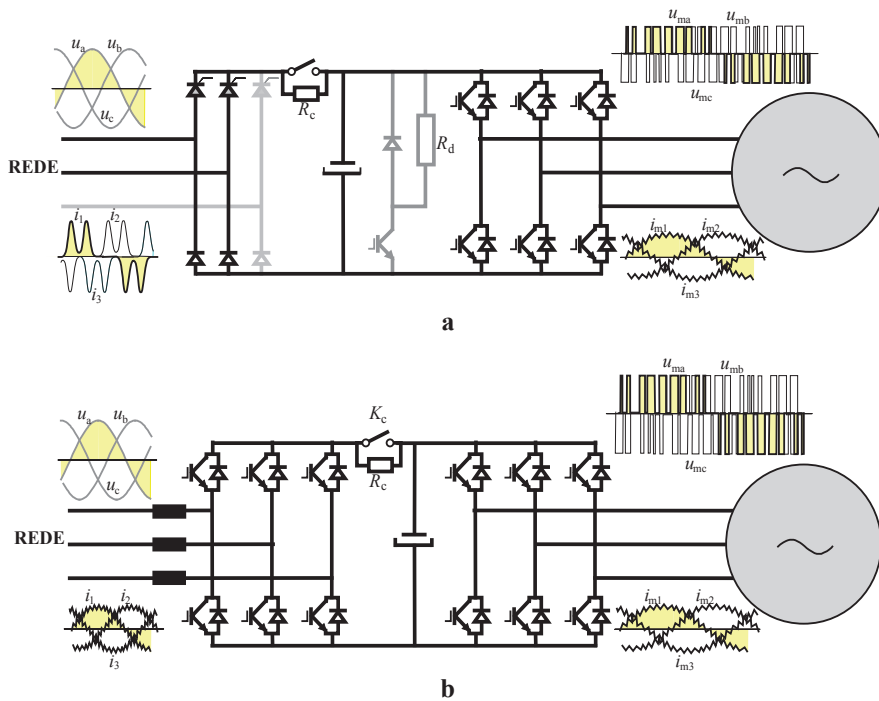 u_a u_b
u_c
u_ma u_mb
u_mc
R_c
R_d
REDE
i_1 i_2
i_3
i_m1 i_m2
i_m3
a
u_a u_b
u_c
K_c
R_c
u_ma u_mb
u_mc
REDE
i_1 i_2
i_3
i_m1 i_m2
i_m3
b